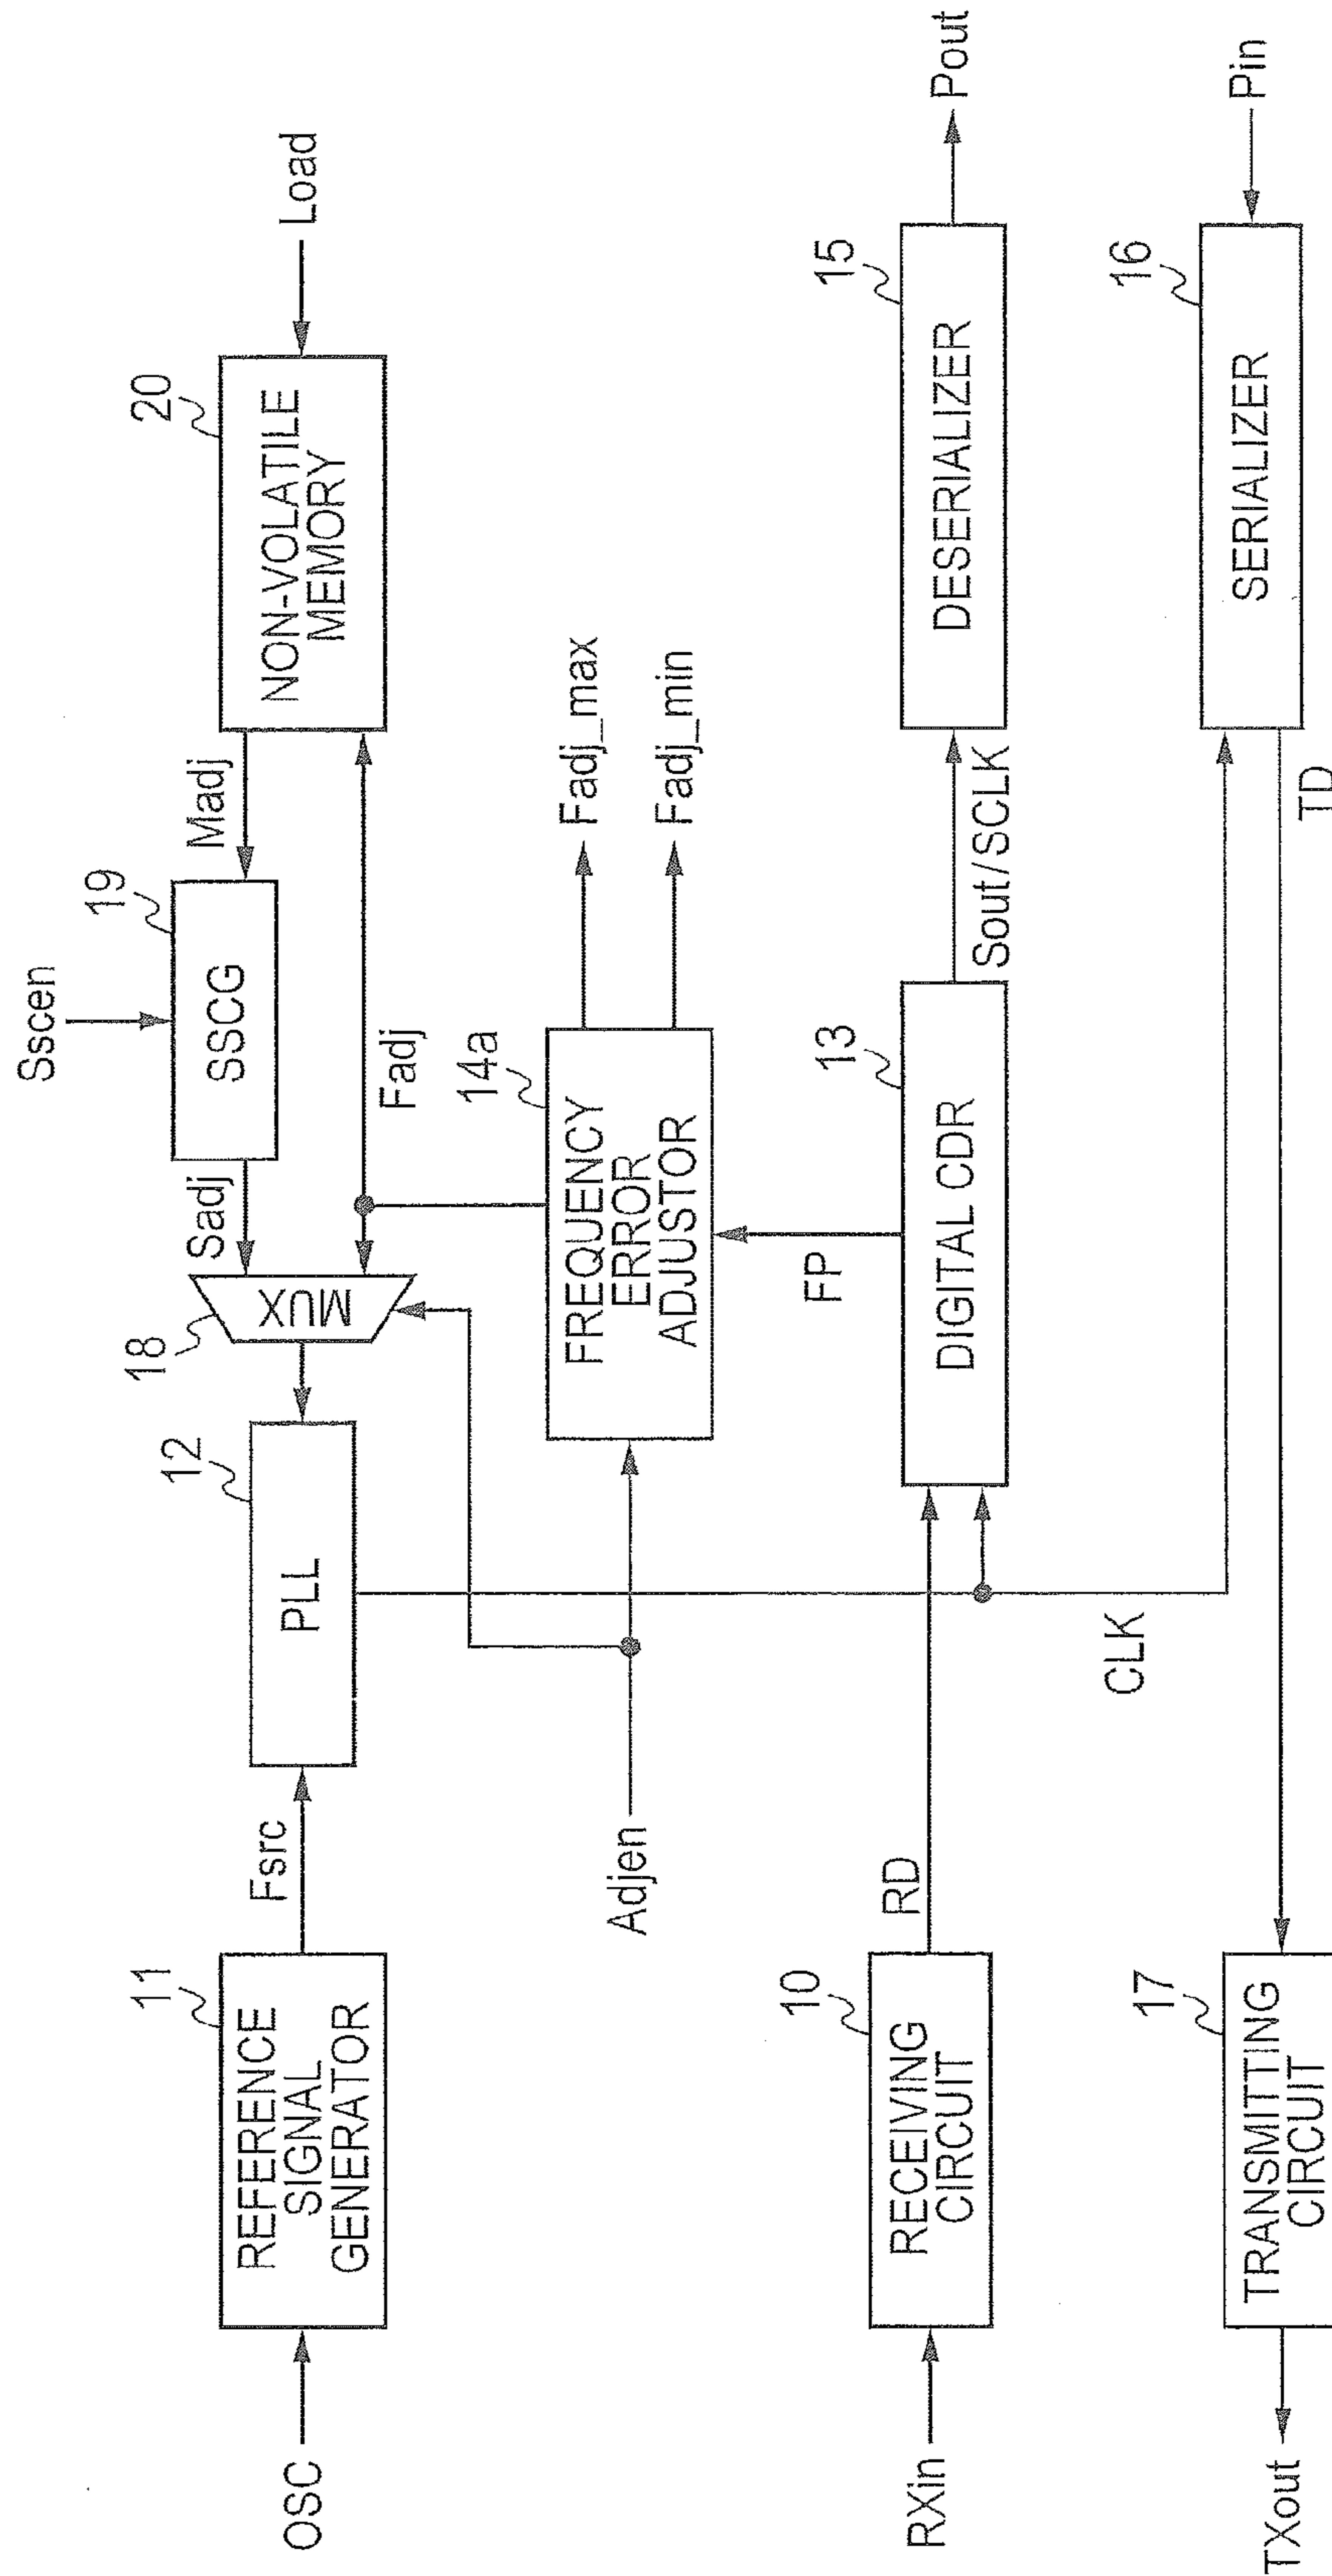 OSC
REFERENCE
SIGNAL
GENERATOR
11
Fsrc
PLL
12
MUX
18
Sadj
SSCG
19
Sscen
Madj
NON-VOLATILE
MEMORY
20
Load
Fadj
Adjen
FREQUENCY
ERROR
ADJUSTOR
14a
Fadj_max
Fadj_min
FP
RXin
RECEIVING
CIRCUIT
10
RD
DIGITAL CDR
13
Sout/SCLK
DESERIALIZER
15
Pout
CLK
TXout
TRANSMITTING
CIRCUIT
17
TD
SERIALIZER
16
Pin